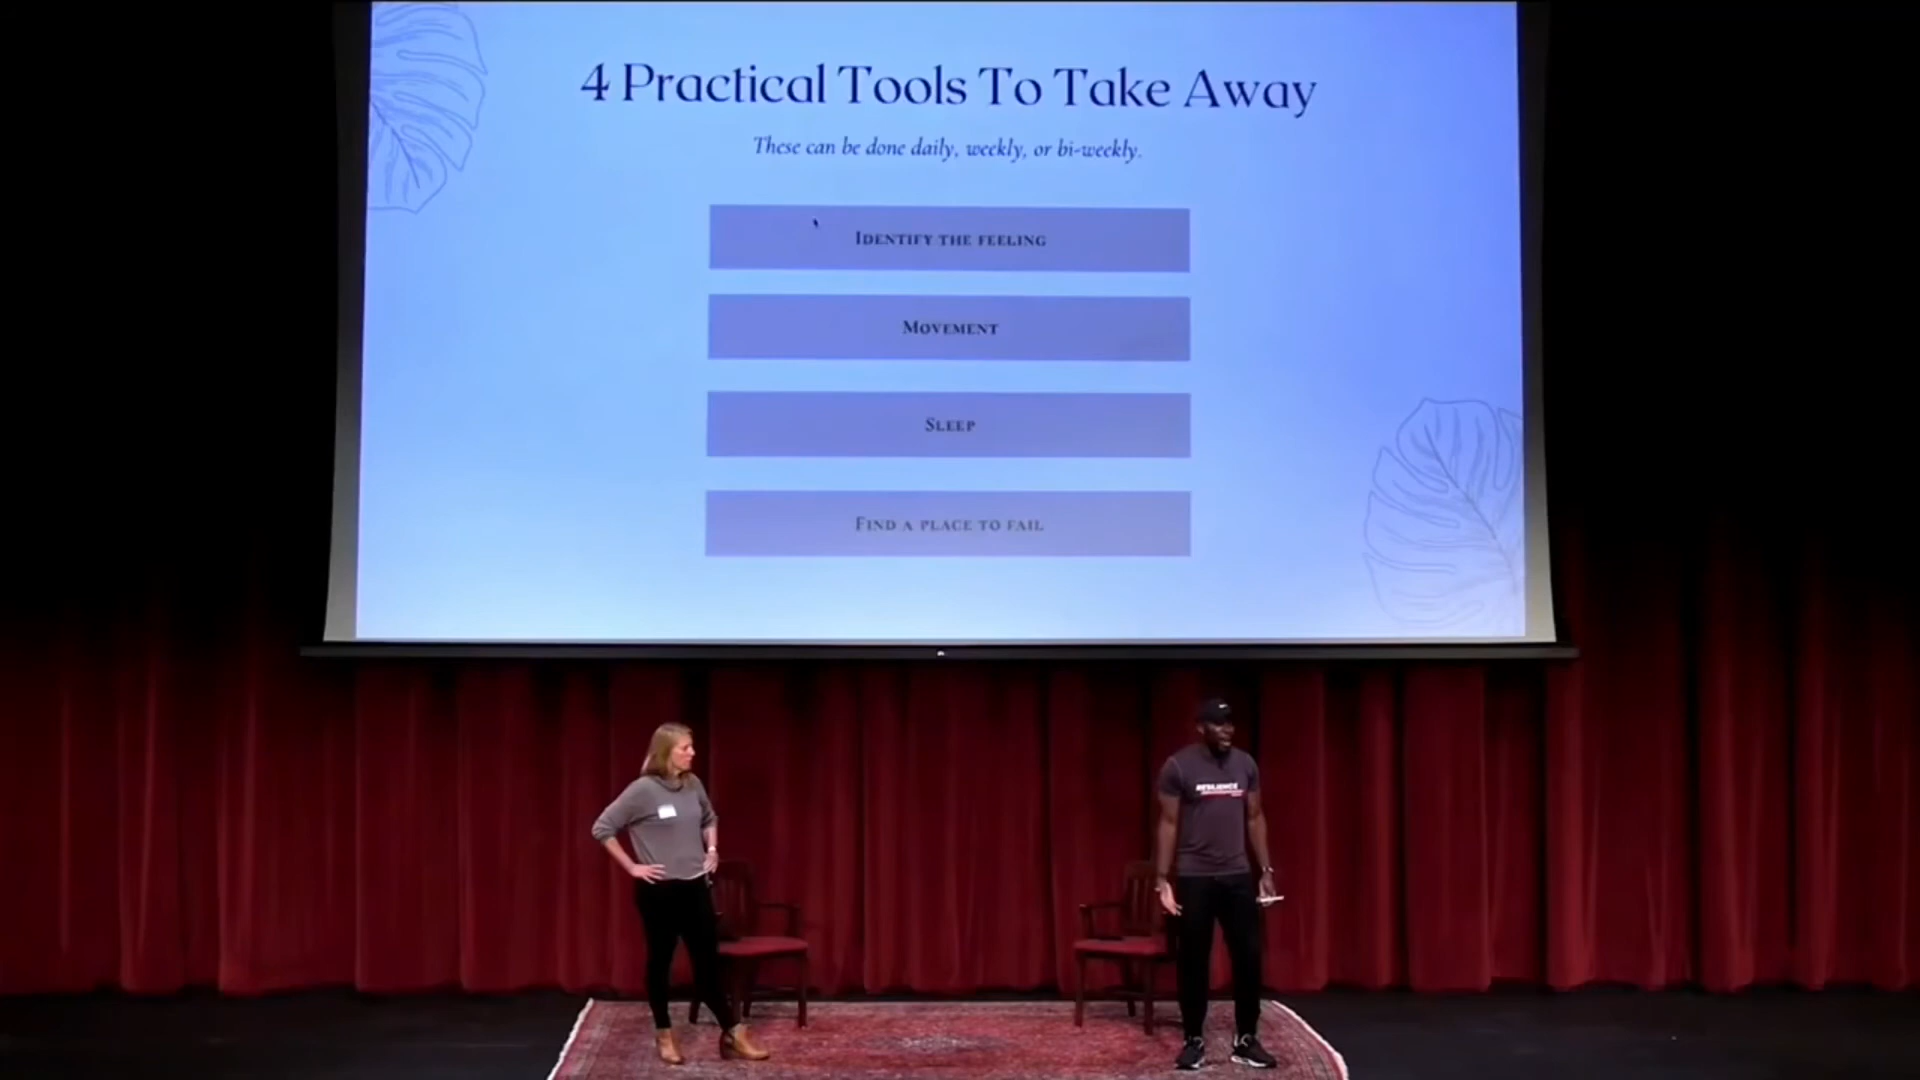 4 Practical Tools To Take Away
These can be done daily, weekly, or bi-weekly.
IDENTIFY THE FEELING
MOVEMENT
SLEEP
FIND A PLACE TO FAIL
RESILIENCE